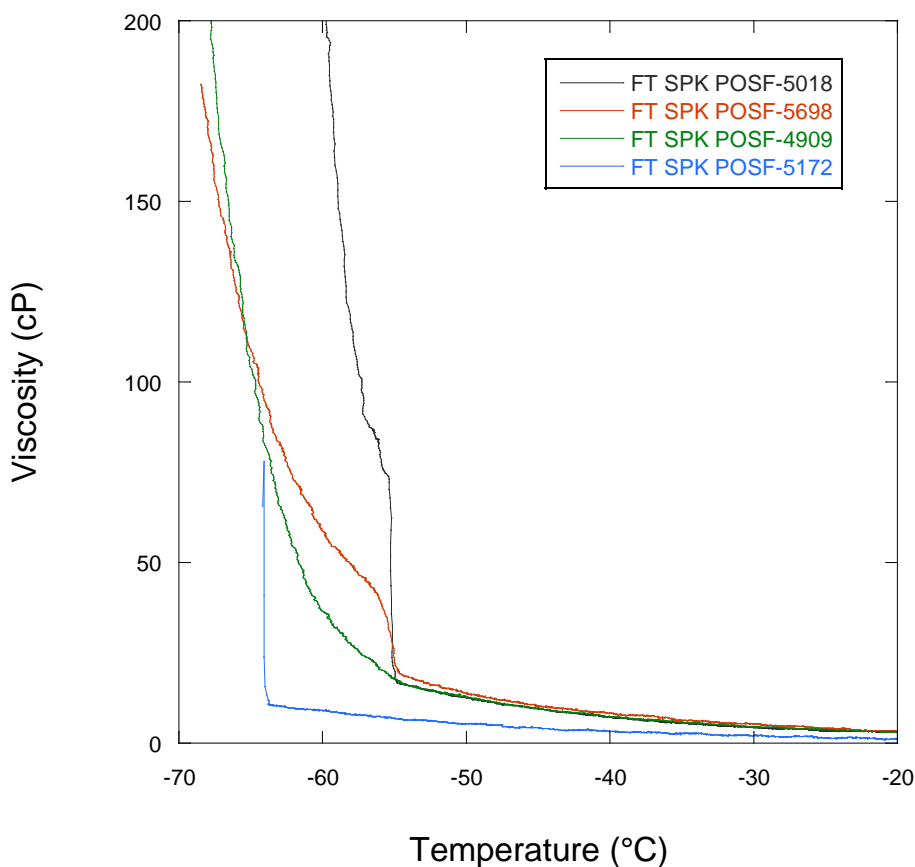 200
150
100
50
0
Viscosity (cP)
FT SPK POSF-5018
FT SPK POSF-5698
FT SPK POSF-4909
FT SPK POSF-5172
-70 -60 -50 -40 -30 -20
Temperature (°C)